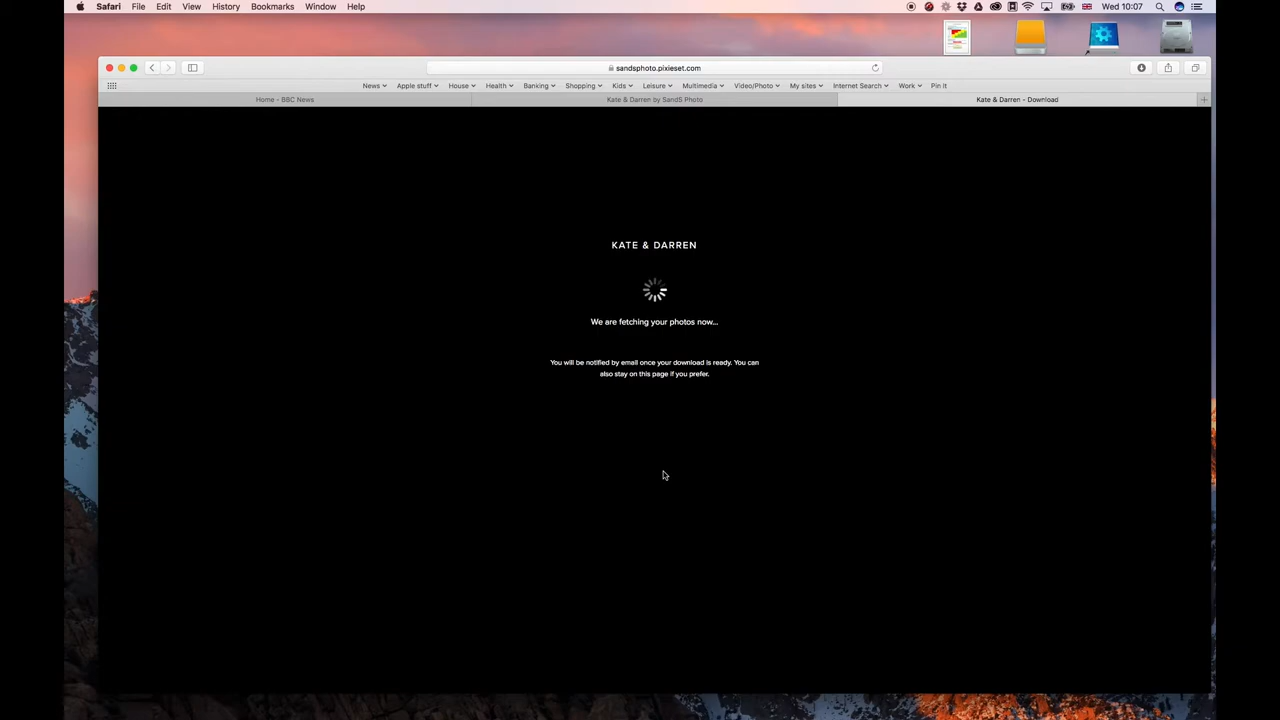 Safari File Edit View History Bookmarks Window Help Wed 10:07
sandsphoto.pixieset.com
News Apple stuff House Health Banking Shopping Kids Leisure Multimedia Video/Photo My sites Internet Search Work Pin It
Home - BBC News Kate & Darren by SandS Photo Kate & Darren - Download
KATE & DARREN
We are fetching your photos now...
You will be notified by email once your download is ready. You can
also stay on this page if you prefer.